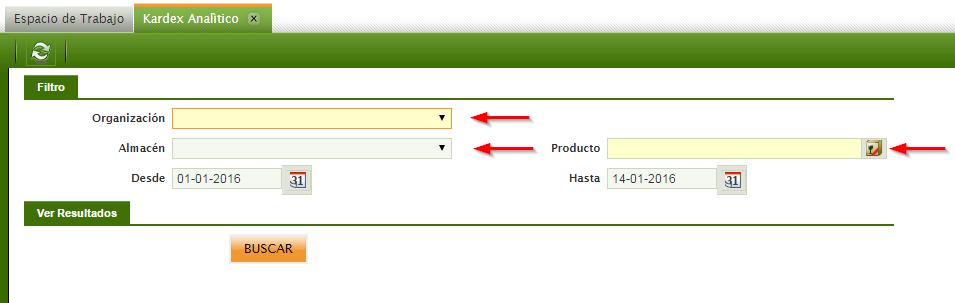 Espacio de Trabajo
Kardex Analìtico
Filtro
Organización
Almacén
Producto
Desde 01-01-2016 31
Hasta 14-01-2016 31
Ver Resultados
BUSCAR